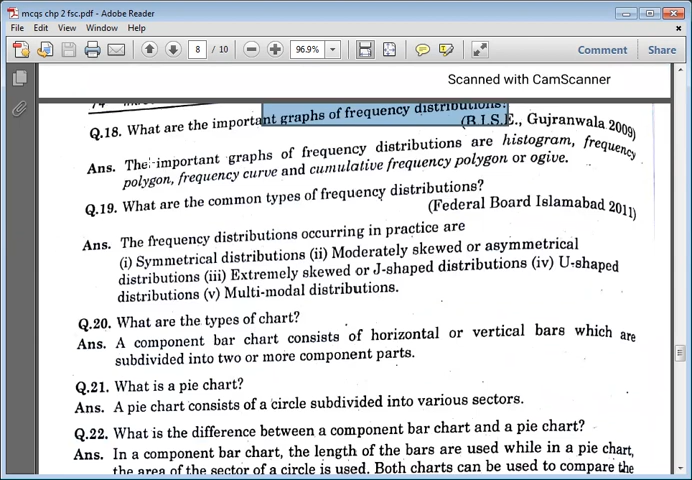 mcqs chp 2 fsc.pdf - Adobe Reader
File Edit View Window Help
8 / 10 96.9% Comment Share
Scanned with CamScanner
Q.18. What are the important graphs of frequency distributions?
(B.I.S.E., Gujranwala 2009)
Ans. The important graphs of frequency distributions are histogram, frequency
polygon, frequency curve and cumulative frequency polygon or ogive.
Q.19. What are the common types of frequency distributions?
(Federal Board Islamabad 2011)
Ans. The frequency distributions occurring in practice are
(i) Symmetrical distributions (ii) Moderately skewed or asymmetrical
distributions (iii) Extremely skewed or J-shaped distributions (iv) U-shaped
distributions (v) Multi-modal distributions.
Q.20. What are the types of chart?
Ans. A component bar chart consists of horizontal or vertical bars which are
subdivided into two or more component parts.
Q.21. What is a pie chart?
Ans. A pie chart consists of a circle subdivided into various sectors.
Q.22. What is the difference between a component bar chart and a pie chart?
Ans. In a component bar chart, the length of the bars are used while in a pie chart,
the area of the sector of a circle is used. Both charts can be used to compare the